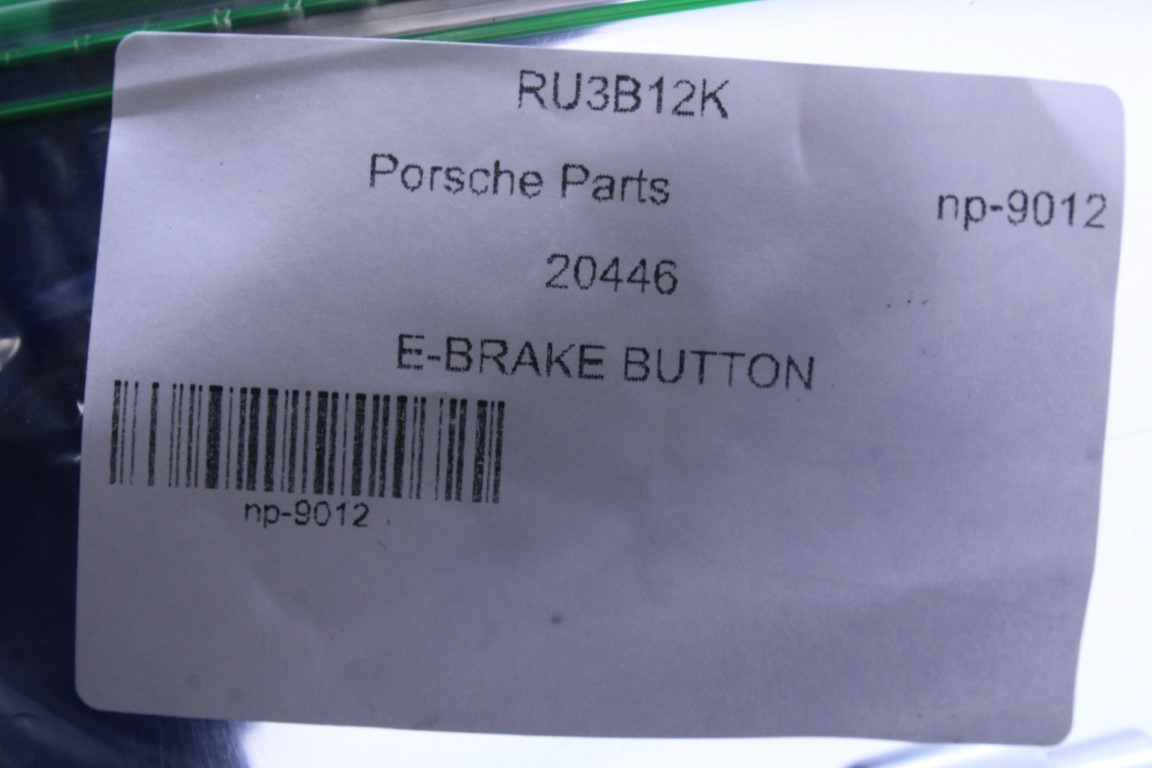 RU3B12K
Porsche Parts
np-9012
20446
E-BRAKE BUTTON
np-9012